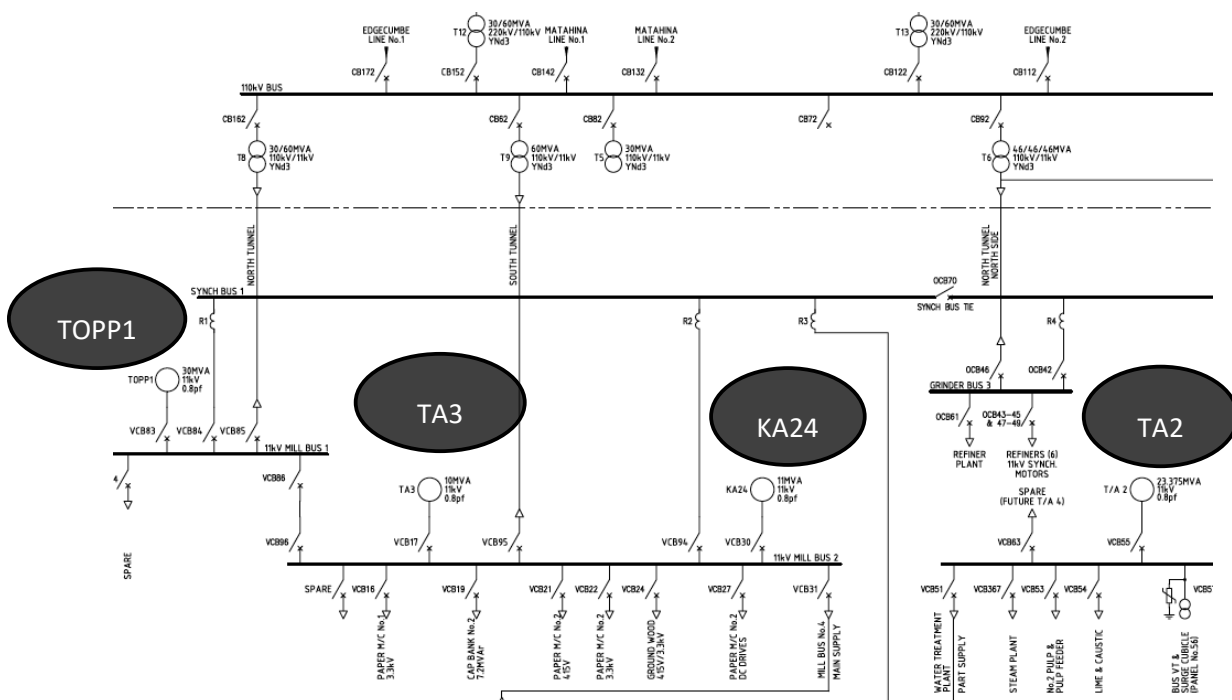 EDGECUMBE
LINE No.1
T12
30/60MVA
220kV/110kV
YNd3
MATAHINA
LINE No.1
MATAHINA
LINE No.2
T13
30/60MVA
220kV/110kV
YNd3
EDGECUMBE
LINE No.2
CB172
CB152
CB142
CB132
CB122
CB112
110kV BUS
CB162
CB62
CB82
CB72
CB92
T8
30/60MVA
110kV/11kV
YNd3
T9
60MVA
110kV/11kV
YNd3
T5
30MVA
110kV/11kV
YNd3
T6
46/46/46MVA
110kV/11kV
YNd3
NORTH TUNNEL
SOUTH TUNNEL
NORTH TUNNEL
NORTH SIDE
OCB70
SYNCH BUS 1
SYNCH BUS TIE
R1
R2
R3
R4
TOPP1
TA3
KA24
TA2
TOPP1
30MVA
11kV
0.8pf
OCB46
OCB42
GRINDER BUS 3
VCB83
VCB84
VCB85
OCB61
OCB43-45
& 47-49
11kV MILL BUS 1
REFINER
PLANT
REFINERS (6)
11kV SYNCH.
MOTORS
4
VCB86
TA3
10MVA
11kV
0.8pf
KA24
11MVA
11kV
0.8pf
SPARE
(FUTURE T/A 4)
T/A 2
23.375MVA
11kV
0.8pf
SPARE
VCB96
VCB17
VCB95
VCB94
VCB30
VCB63
VCB55
11kV MILL BUS 2
SPARE
VCB16
VCB19
VCB21
VCB22
VCB24
VCB27
VCB31
VCB51
VCB367
VCB53
VCB54
PAPER M/C No.1
3.3kV
CAP BANK No.2
7.2MVAr
PAPER M/C No.2
415V
PAPER M/C No.2
3.3kV
GROUND WOOD
415V/3.3kV
PAPER M/C No.2
DC DRIVES
MILL BUS No.4
MAIN SUPPLY
WATER TREATMENT
PLANT
PART SUPPLY
STEAM PLANT
No.2 PULP &
PULP FEEDER
LIME & CAUSTIC
BUS VT &
SURGE CUBICLE
(PANEL No.56)